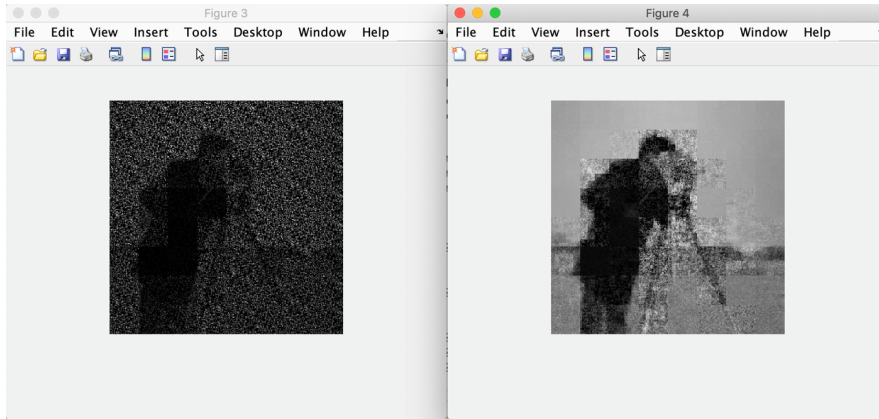 Figure 3
File Edit View Insert Tools Desktop Window Help
Figure 4
File Edit View Insert Tools Desktop Window Help